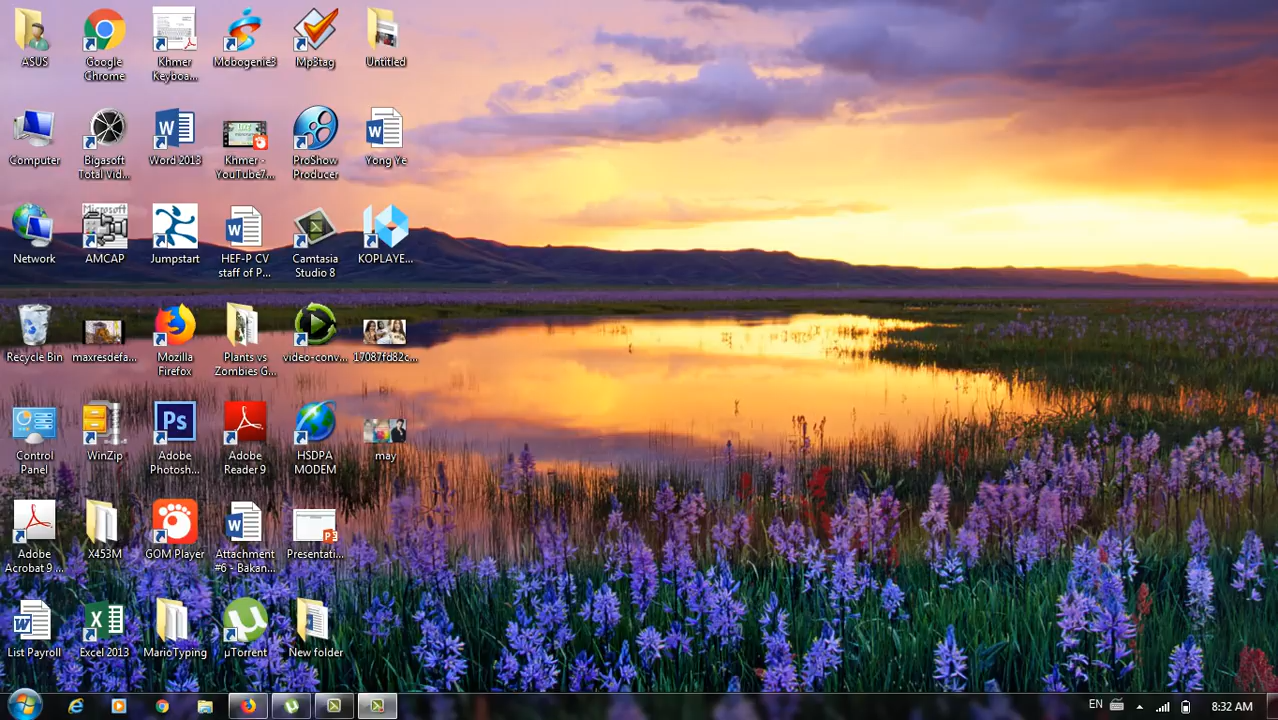 ASUS
Google
Chrome
Khmer
Keyboa...
Mobogenie3
Mp3tag
Untitled
Computer
Bigasoft
Total Vid...
Word 2013
Khmer -
YouTube7...
ProShow
Producer
Yong Ye
Network
Microsoft
AMCAP
Jumpstart
HEF-P CV
staff of P...
Camtasia
Studio 8
KOPLAYE...
Recycle Bin
maxresdefa...
Mozilla
Firefox
Plants vs
Zombies G...
video-conv...
17087fd82c...
Control
Panel
WinZip
Ps
Adobe
Photosh...
Adobe
Reader 9
HSDPA
MODEM
may
Adobe
Acrobat 9 ...
X453M
GOM Player
Attachment
#6 - Bakan...
Presentati...
List Payroll
Excel 2013
MarioTyping
µTorrent
New folder
EN
8:32 AM